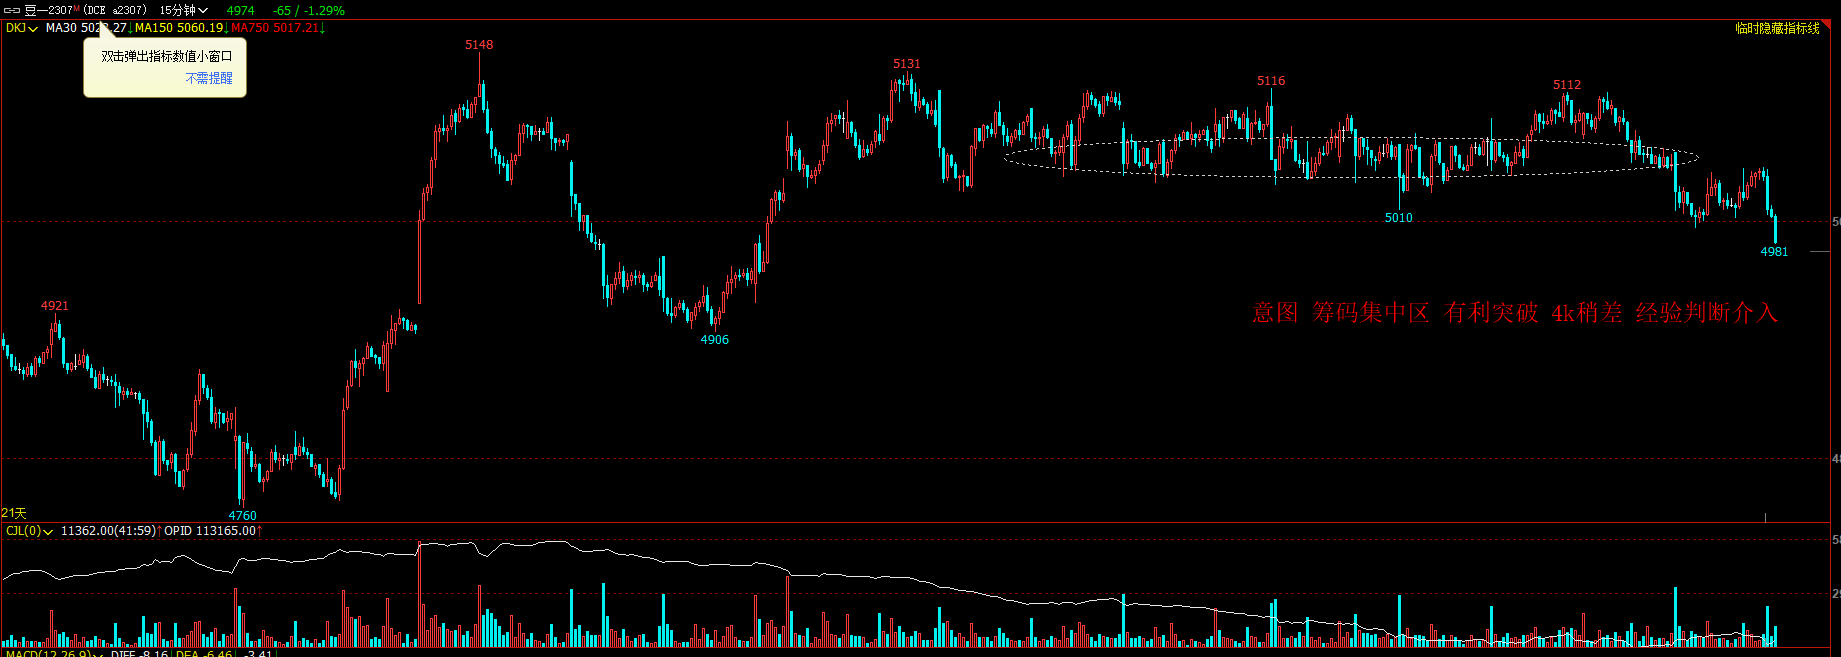 豆一2307M (DCE a2307) 15分钟 4974 -65 / -1.29%
DKJ MA30 502 .27↓ MA150 5060.19↓ MA750 5017.21↓ 临时隐藏指标线
双击弹出指标数值小窗口
不需提醒
5148
5131
5116
5112
5010
4981
4921
4906
意图 筹码集中区 有利突破 4k稍差 经验判断介入
4760
21天
CJL(0) 11362.00(41:59)↑ OPID 113165.00↑
MACD(12,26,9) DIFF -8.16↓ DEA -6.46↓ -3.41↓